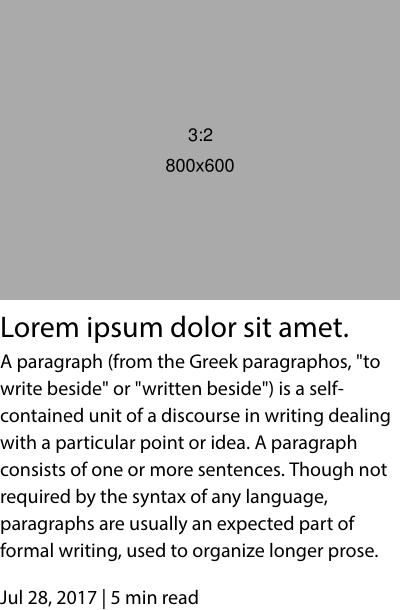 3:2
800x600
Lorem ipsum dolor sit amet.
A paragraph (from the Greek paragraphos, "to
write beside" or "written beside") is a self-
contained unit of a discourse in writing dealing
with a particular point or idea. A paragraph
consists of one or more sentences. Though not
required by the syntax of any language,
paragraphs are usually an expected part of
formal writing, used to organize longer prose.
Jul 28, 2017 | 5 min read